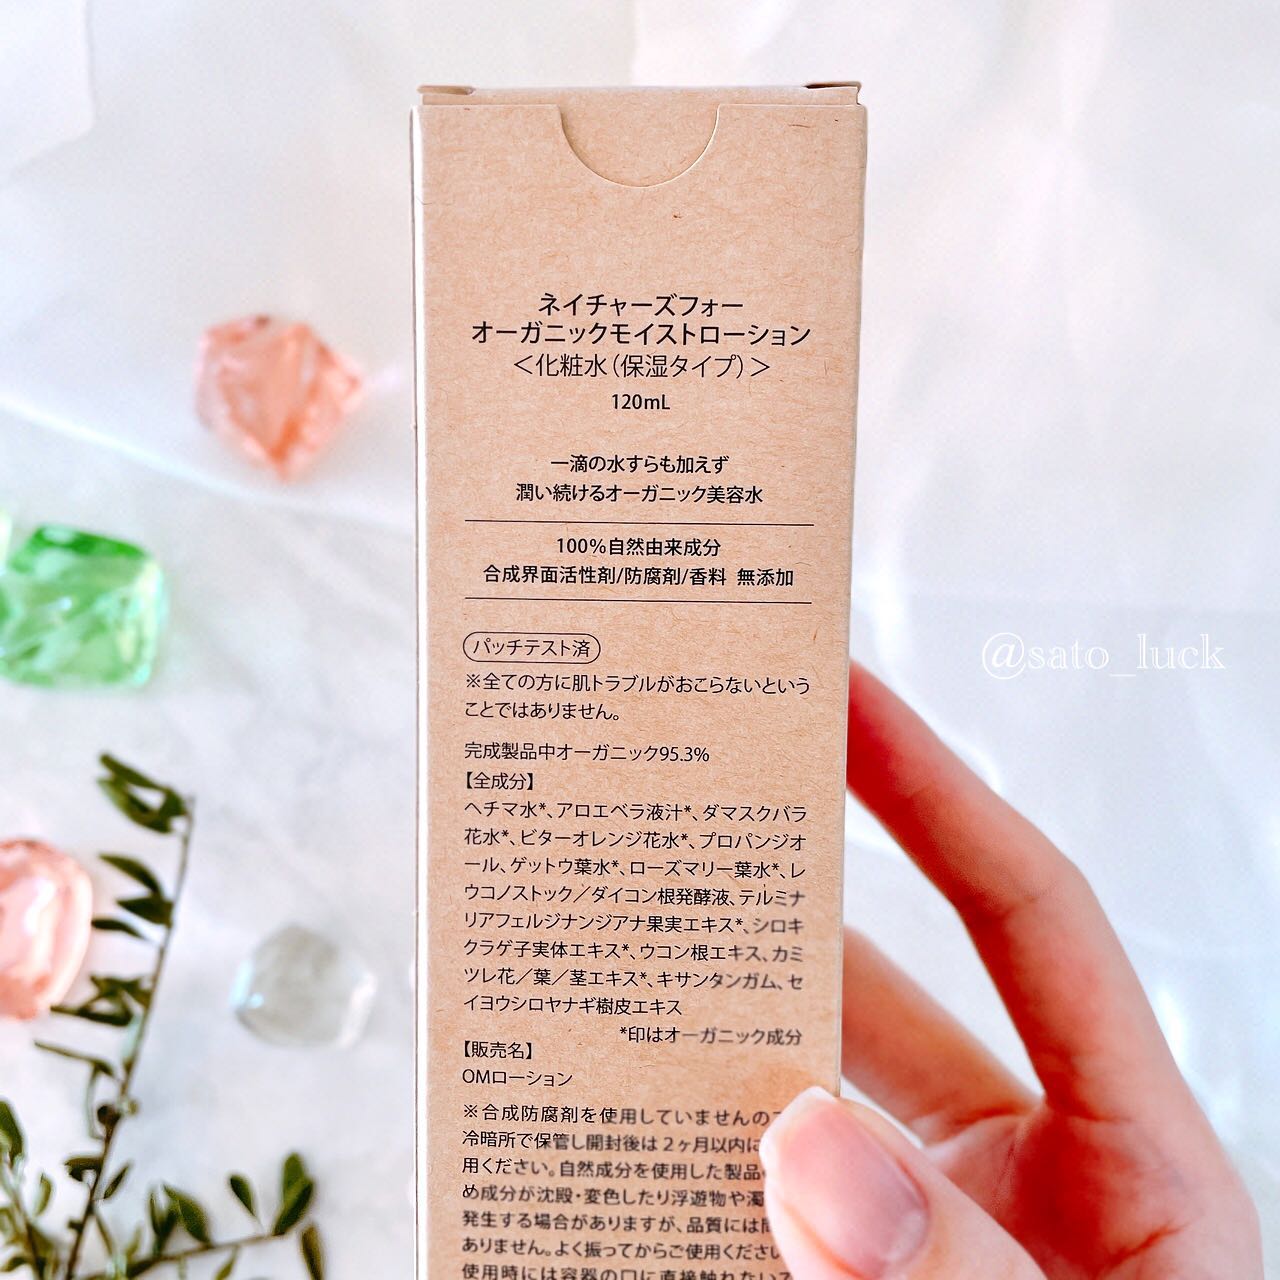 ネイチャーズフォー
オーガニックモイストローション
＜化粧水（保湿タイプ）＞
120mL
一滴の水すらも加えず
潤い続けるオーガニック美容水
100%自然由来成分
合成界面活性剤/防腐剤/香料 無添加
パッチテスト済
※全ての方に肌トラブルがおこらないという
ことではありません。
完成製品中オーガニック95.3%
【全成分】
ヘチマ水*、アロエベラ液汁*、ダマスクバラ
花水*、ビターオレンジ花水*、プロパンジオ
ール、ゲットウ葉水*、ローズマリー葉水*、レ
ウコノストック／ダイコン根発酵液、テルミナ
リアフェルジナンジアナ果実エキス*、シロキ
クラゲ子実体エキス*、ウコン根エキス、カミ
ツレ花／葉／茎エキス*、キサンタンガム、セ
イヨウシロヤナギ樹皮エキス
*印はオーガニック成分
【販売名】
OMローション
※合成防腐剤を使用していませんの
冷暗所で保管し開封後は2ヶ月以内に
用ください。自然成分を使用した製品
め成分が沈殿・変色したり浮遊物や濁
発生する場合がありますが、品質には
ありません。よく振ってからご使用ください
使用時には容器の口に直接触れない
@sato_luck